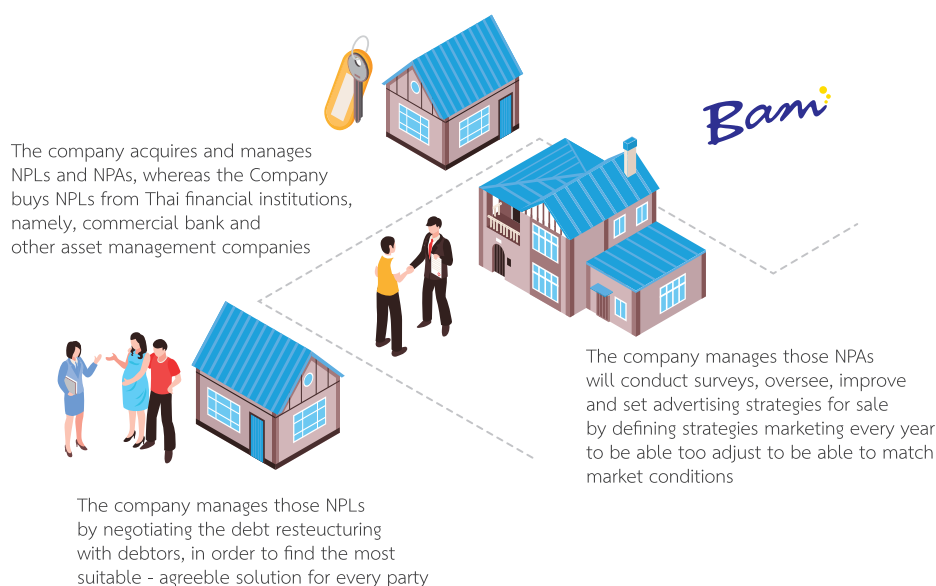 Bam
The company acquires and manages
NPLs and NPAs, whereas the Company
buys NPLs from Thai financial institutions,
namely, commercial bank and
other asset management companies
The company manages those NPAs
will conduct surveys, oversee, improve
and set advertising strategies for sale
by defining strategies marketing every year
to be able too adjust to be able to match
market conditions
The company manages those NPLs
by negotiating the debt resteucturing
with debtors, in order to find the most
suitable - agreeble solution for every party